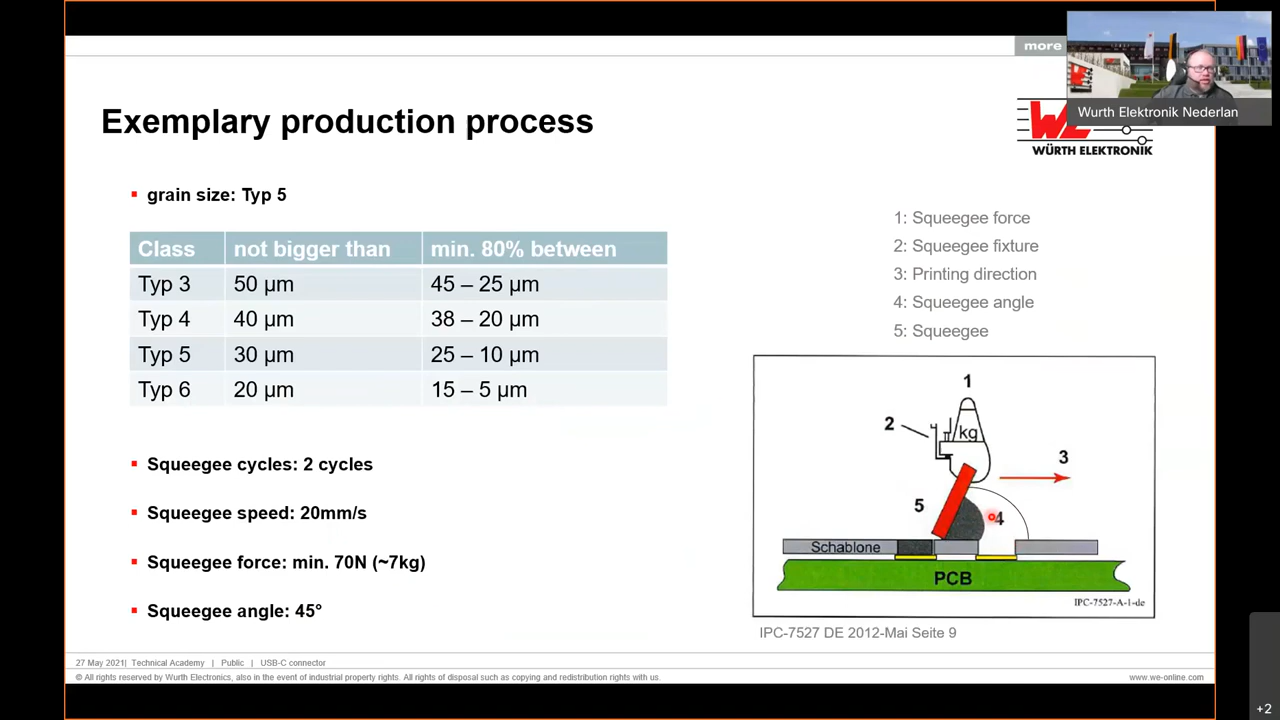 more
Wurth Elektronik Nederlan
Exemplary production process
WE
WÜRTH ELEKTRONIK
grain size: Typ 5
Class not bigger than min. 80% between
Typ 3 50 µm 45 – 25 µm
Typ 4 40 µm 38 – 20 µm
Typ 5 30 µm 25 – 10 µm
Typ 6 20 µm 15 – 5 µm
Squeegee cycles: 2 cycles
Squeegee speed: 20mm/s
Squeegee force: min. 70N (~7kg)
Squeegee angle: 45°
1: Squeegee force
2: Squeegee fixture
3: Printing direction
4: Squeegee angle
5: Squeegee
1
2
kg
3
5
4
Schablone
PCB
IPC-7527-A-1-de
IPC-7527 DE 2012-Mai Seite 9
27 May 2021| Technical Academy | Public | USB-C connector
© All rights reserved by Wurth Electronics, also in the event of industrial property rights. All rights of disposal such as copying and redistribution rights with us.
www.we-online.com
+2